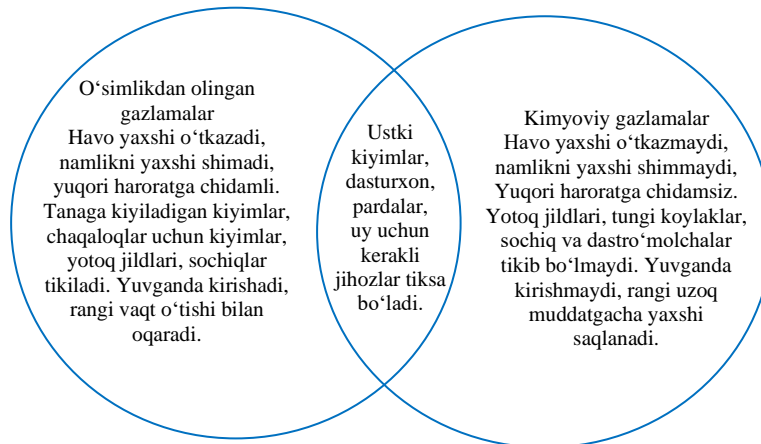 O‘simlikdan olingan
gazlamalar
Havo yaxshi o‘tkazadi,
namlikni yaxshi shimadi,
yuqori haroratga chidamli.
Tanaga kiyiladigan kiyimlar,
chaqaloqlar uchun kiyimlar,
yotoq jildlari, sochiqlar
tikiladi. Yuvganda kirishadi,
rangi vaqt o‘tishi bilan
oqaradi.
Ustki
kiyimlar,
dasturxon,
pardalar,
uy uchun
kerakli
jihozlar tiksa
bo‘ladi.
Kimyoviy gazlamalar
Havo yaxshi o‘tkazmaydi,
namlikni yaxshi shimmaydi,
Yuqori haroratga chidamsiz.
Yotoq jildlari, tungi koylaklar,
sochiq va dastro‘molchalar
tikib bo‘lmaydi. Yuvganda
kirishmaydi, rangi uzoq
muddatgacha yaxshi
saqlanadi.